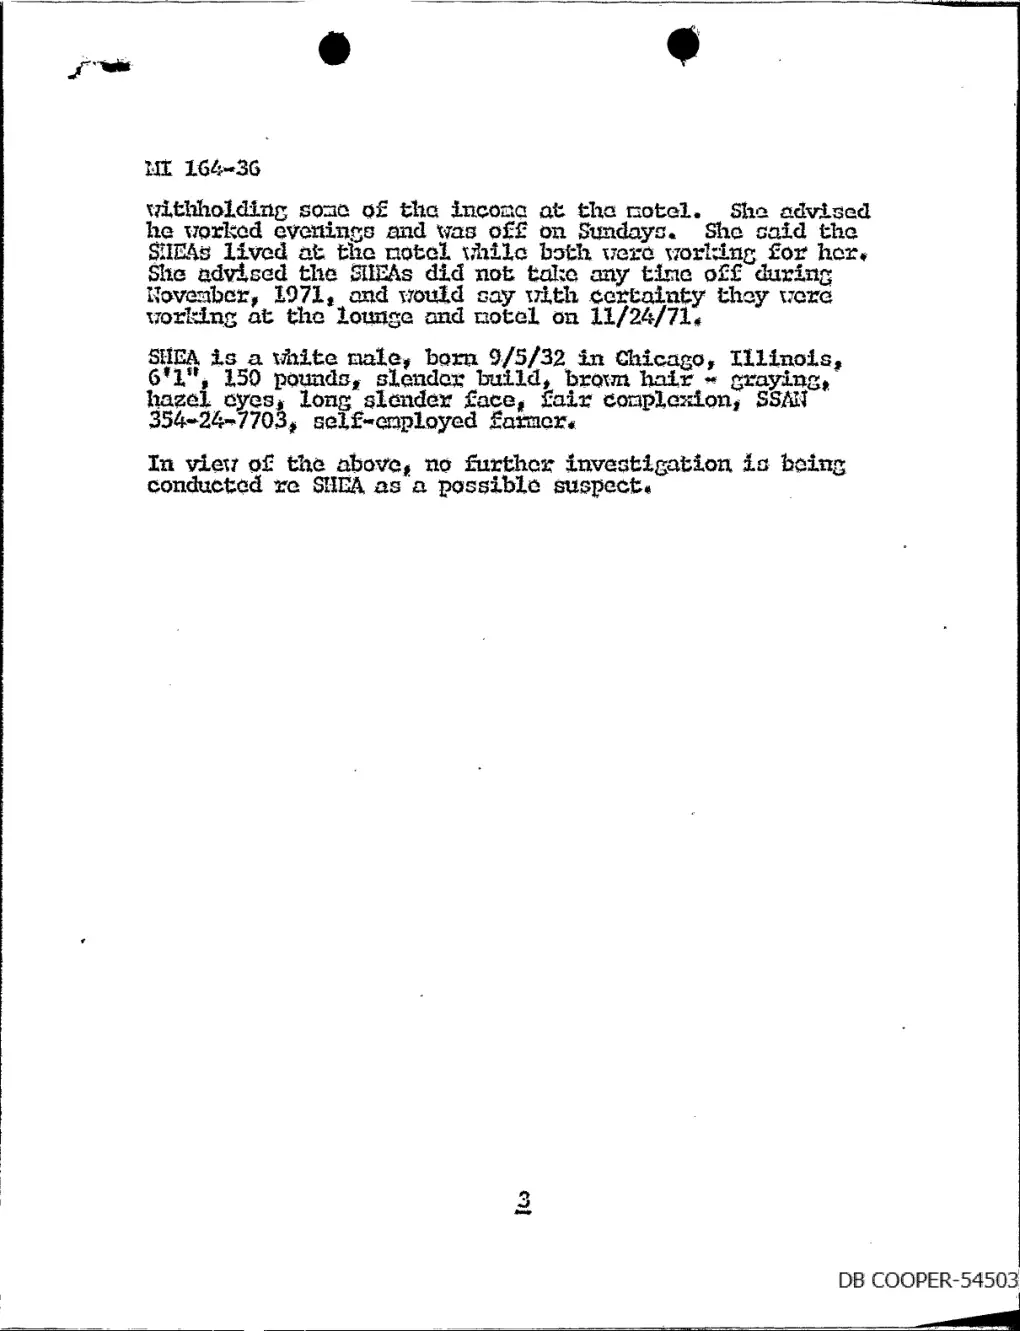 MI 164-36
withholding some of the income at the motel. She advised
he worked evenings and was off on Sundays. She said the
SHEAs lived at the motel while both were working for her.
She advised the SHEAs did not take any time off during
November, 1971, and would say with certainty they were
working at the lounge and motel on 11/24/71.
SHEA is a white male, born 9/5/32 in Chicago, Illinois,
6'1", 150 pounds, slender build, brown hair - graying,
hazel eyes, long slender face, fair complexion, SSAN
354-24-7703, self-employed farmer.
In view of the above, no further investigation is being
conducted re SHEA as a possible suspect.
3
DB COOPER-54503